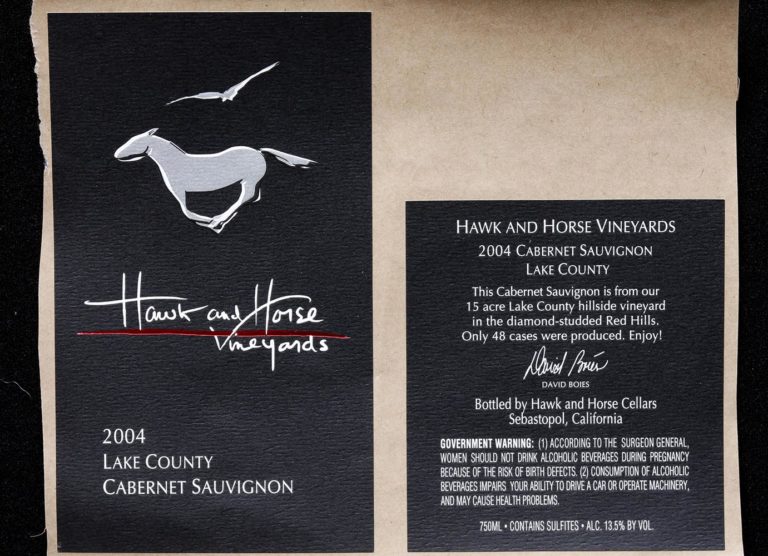 Hawk and Horse
Vineyards
2004
LAKE COUNTY
CABERNET SAUVIGNON
HAWK AND HORSE VINEYARDS
2004 CABERNET SAUVIGNON
LAKE COUNTY
This Cabernet Sauvignon is from our
15 acre Lake County hillside vineyard
in the diamond-studded Red Hills.
Only 48 cases were produced. Enjoy!
David Boies
DAVID BOIES
Bottled by Hawk and Horse Cellars
Sebastopol, California
GOVERNMENT WARNING: (1) ACCORDING TO THE SURGEON GENERAL,
WOMEN SHOULD NOT DRINK ALCOHOLIC BEVERAGES DURING PREGNANCY
BECAUSE OF THE RISK OF BIRTH DEFECTS. (2) CONSUMPTION OF ALCOHOLIC
BEVERAGES IMPAIRS YOUR ABILITY TO DRIVE A CAR OR OPERATE MACHINERY,
AND MAY CAUSE HEALTH PROBLEMS.
750ML • CONTAINS SULFITES • ALC. 13.5% BY VOL.